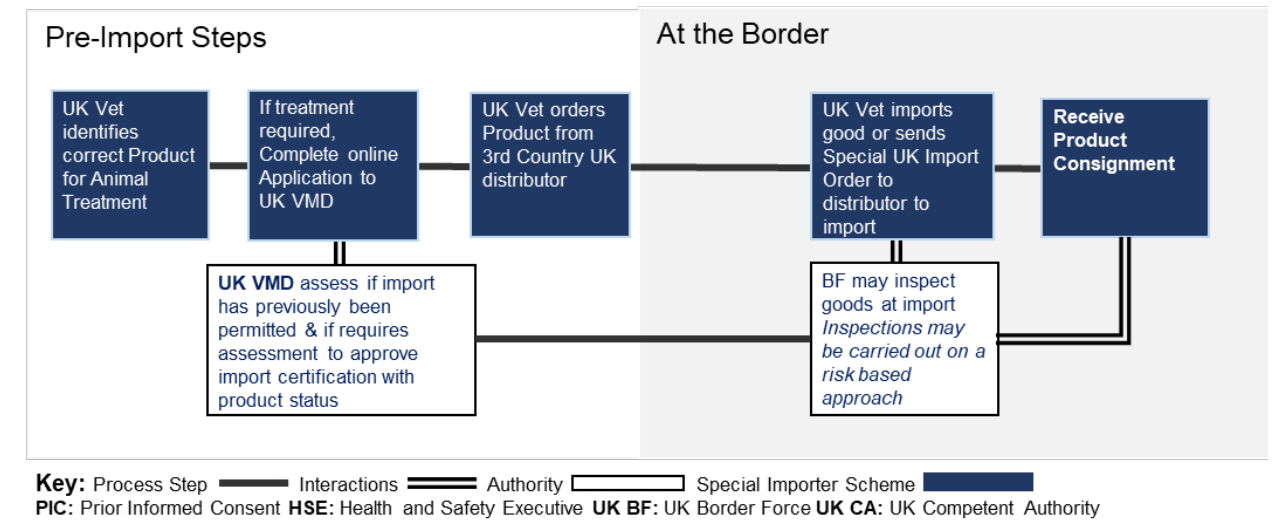 Pre-Import Steps
At the Border
UK Vet
identifies
correct Product
for Animal
Treatment
If treatment
required,
Complete online
Application to
UK VMD
UK Vet orders
Product from
3rd Country UK
distributor
UK Vet imports
good or sends
Special UK Import
Order to
distributor to
import
Receive
Product
Consignment
UK VMD assess if import
has previously been
permitted & if requires
assessment to approve
import certification with
product status
BF may inspect
goods at import
Inspections may
be carried out on a
risk based
approach
Key: Process Step Interactions Authority Special Importer Scheme
PIC: Prior Informed Consent HSE: Health and Safety Executive UK BF: UK Border Force UK CA: UK Competent Authority